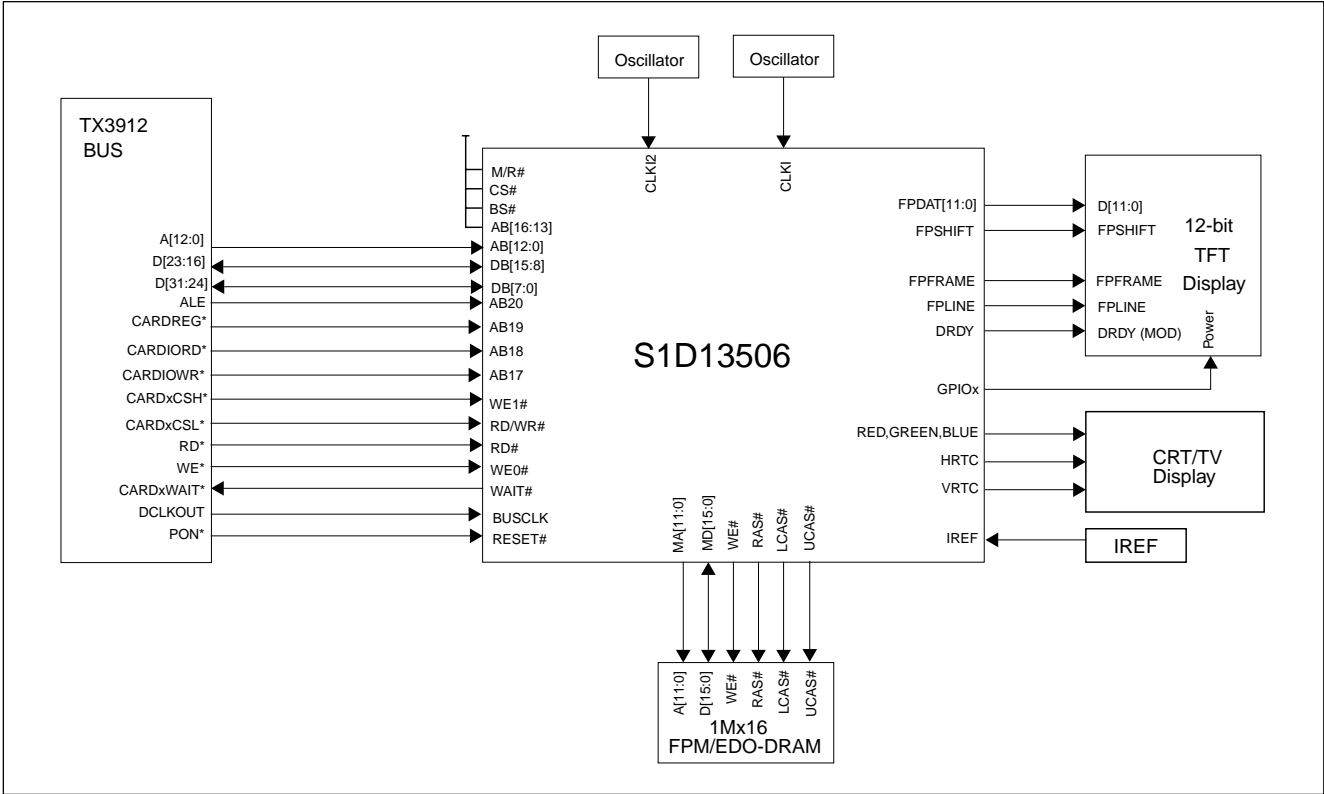 Oscillator
Oscillator
TX3912
BUS
A[12:0]
D[23:16]
D[31:24]
ALE
CARDREG*
CARDIORD*
CARDIOWR*
CARDxCSH*
CARDxCSL*
RD*
WE*
CARDxWAIT*
DCLKOUT
PON*
M/R#
CS#
BS#
AB[16:13]
AB[12:0]
DB[15:8]
DB[7:0]
AB20
AB19
AB18
AB17
WE1#
RD/WR#
RD#
WE0#
WAIT#
BUSCLK
RESET#
CLKI2
CLKI
S1D13506
FPDAT[11:0]
FPSHIFT
FPFRAME
FPLINE
DRDY
GPIOx
RED,GREEN,BLUE
HRTC
VRTC
IREF
D[11:0]
FPSHIFT
FPFRAME
FPLINE
DRDY (MOD)
12-bit
TFT
Display
Power
CRT/TV
Display
IREF
MA[11:0]
MD[15:0]
WE#
RAS#
LCAS#
UCAS#
A[11:0]
D[15:0]
WE#
RAS#
LCAS#
UCAS#
1Mx16
FPM/EDO-DRAM